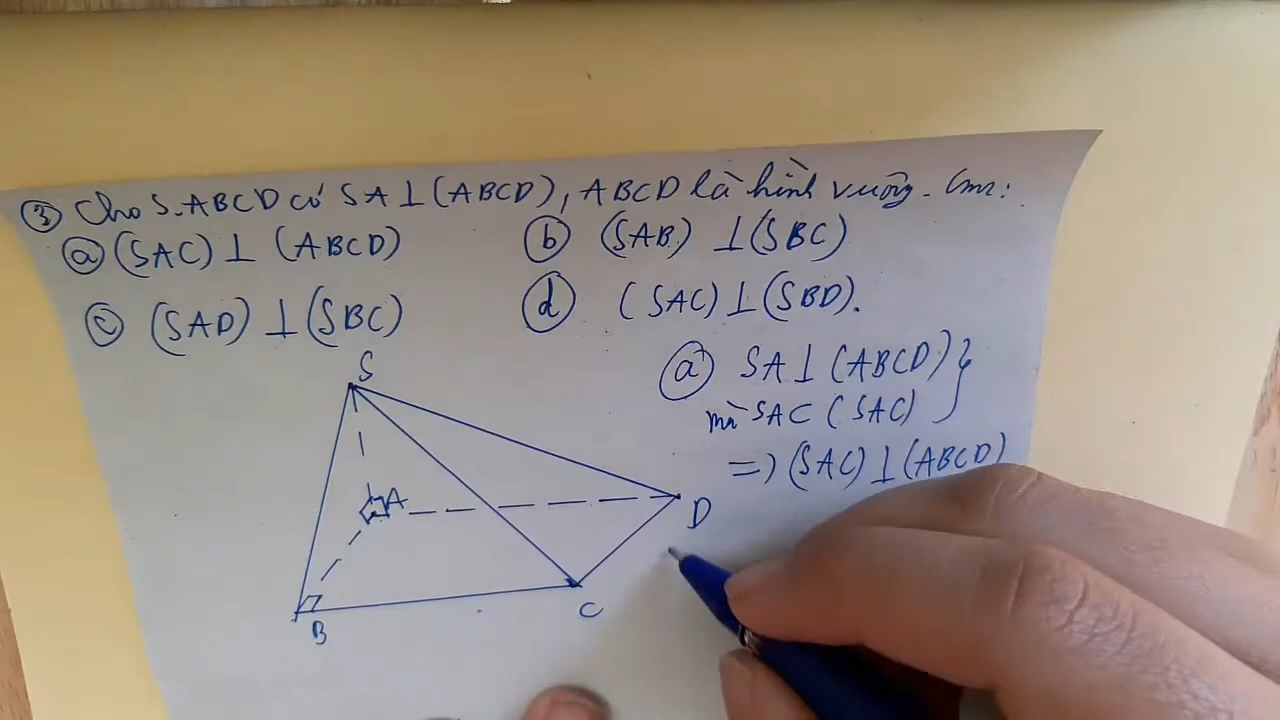 ③ Cho S.ABCD có SA ⊥ (ABCD), ABCD là hình vuông. Cm:
ⓐ (SAC) ⊥ (ABCD) ⓑ (SAB) ⊥ (SBC)
ⓒ (SAD) ⊥ (SBC) ⓓ (SAC) ⊥ (SBD).
ⓐ SA ⊥ (ABCD) }
mà SA ⊂ (SAC)
=> (SAC) ⊥ (ABCD)
S
A
D
C
B